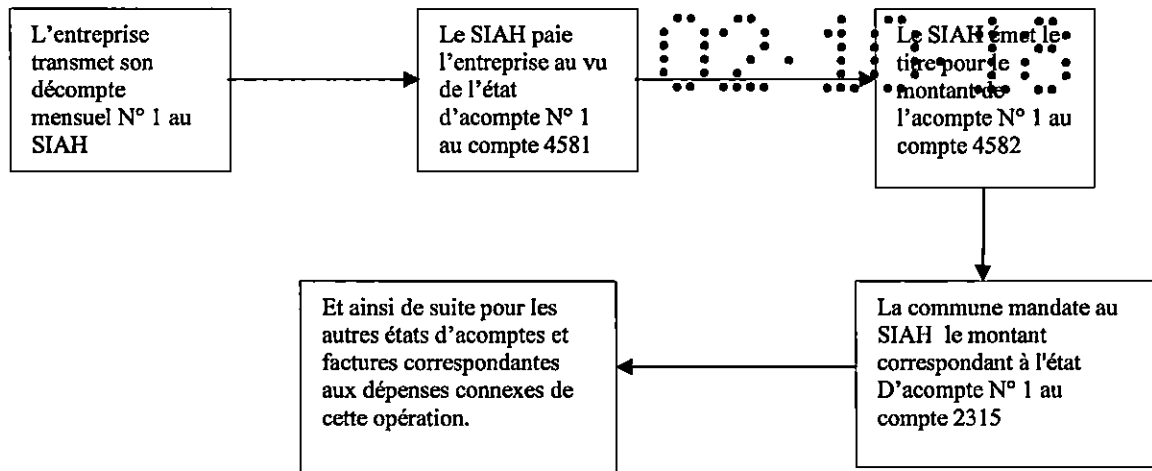 L'entreprise
transmet son
décompte
mensuel N° 1 au
SIAH
Le SIAH paie
l'entreprise au vu
de l'état
d'acompte N° 1
au compte 4581
02.10.18
Le SIAH émet le
titre pour le
montant de
l'acompte N° 1 au
compte 4582
La commune mandate au
SIAH le montant
correspondant à l'état
D'acompte N° 1 au
compte 2315
Et ainsi de suite pour les
autres états d'acomptes et
factures correspondantes
aux dépenses connexes de
cette opération.